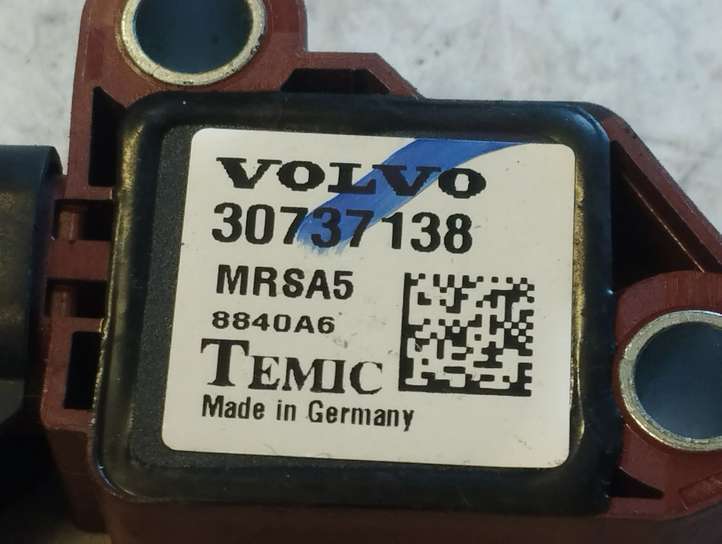 VOLVO
30737138
MRSA5
8840A6
TEMIC
Made in Germany